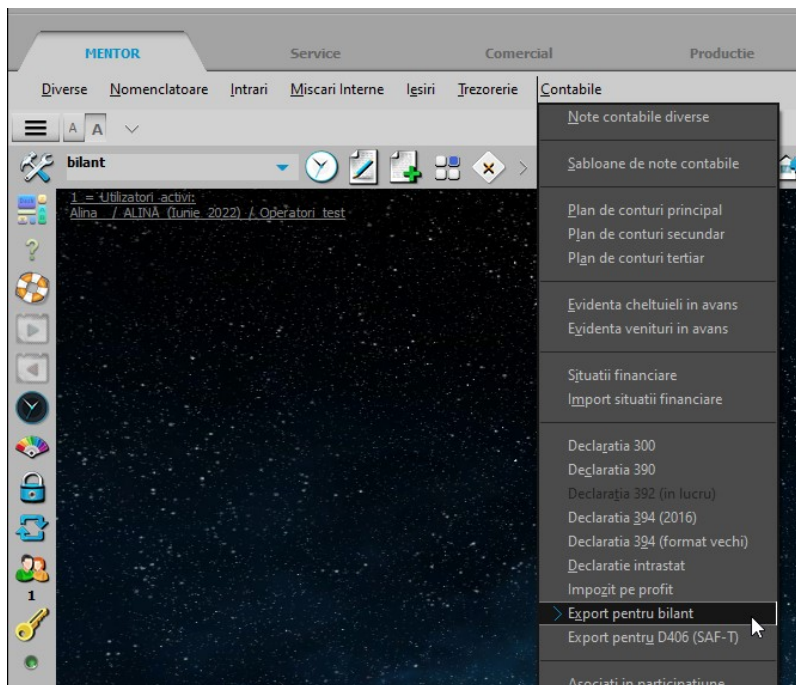 MENTOR Service Comercial Productie
Diverse Nomenclatoare Intrari Miscari Interne Iesiri Trezorerie Contabile
A A
bilant
1 = Utilizatori activi:
Alina / ALINA (Iunie 2022) / Operatori test
1
Note contabile diverse
Sabloane de note contabile
Plan de conturi principal
Plan de conturi secundar
Plan de conturi tertiar
Evidenta cheltuieli in avans
Evidenta venituri in avans
Situatii financiare
Import situatii financiare
Declaratia 300
Declaratia 390
Declaratia 392 (in lucru)
Declaratia 394 (2016)
Declaratia 394 (format vechi)
Declaratie intrastat
Impozit pe profit
Export pentru bilant
Export pentru D406 (SAF-T)
Asociati in participatiune